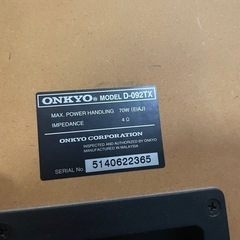 ONKYO® MODEL D-092TX
MAX. POWER HANDLING 70W (EIAJ)
IMPEDANCE 4 Ω
ONKYO CORPORATION
INSPECTED AND AUTHORIZED BY ONKYO
MADE IN MALAYSIA
SERIAL No. 5140622365